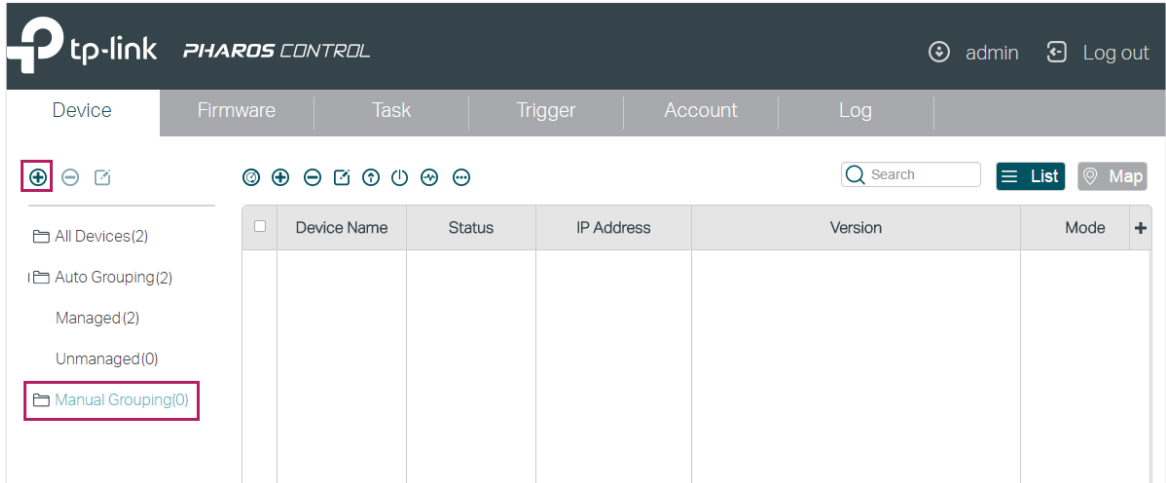 tp-link PHAROS CONTROL admin Log out
Device Firmware Task Trigger Account Log
Search List Map
Device Name Status IP Address Version Mode
All Devices(2)
Auto Grouping(2)
Managed(2)
Unmanaged(0)
Manual Grouping(0)